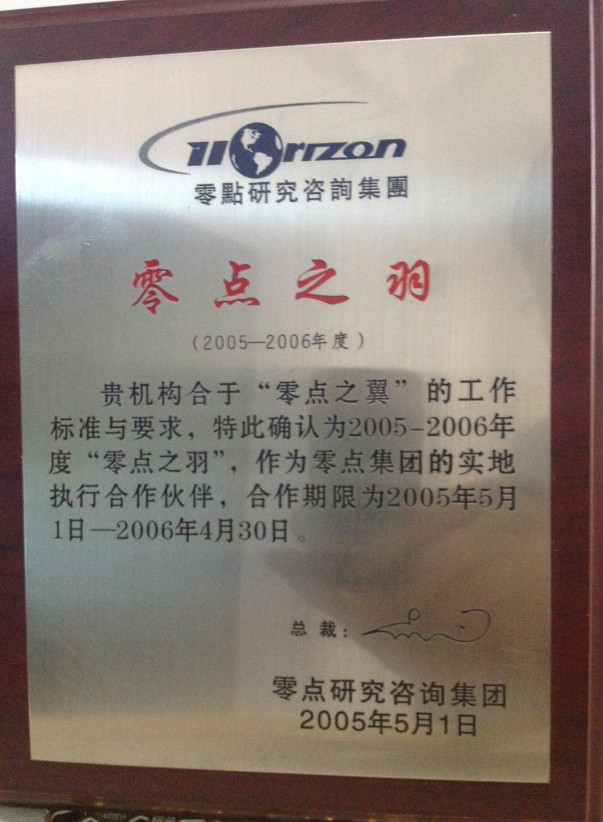 Horizon
零點研究咨詢集團
零点之羽
（2005—2006年度）
贵机构合于“零点之翼”的工作
标准与要求，特此确认为2005-2006年
度“零点之羽”，作为零点集团的实地
执行合作伙伴，合作期限为2005年5月
1日—2006年4月30日。
总裁：
零点研究咨询集团
2005年5月1日